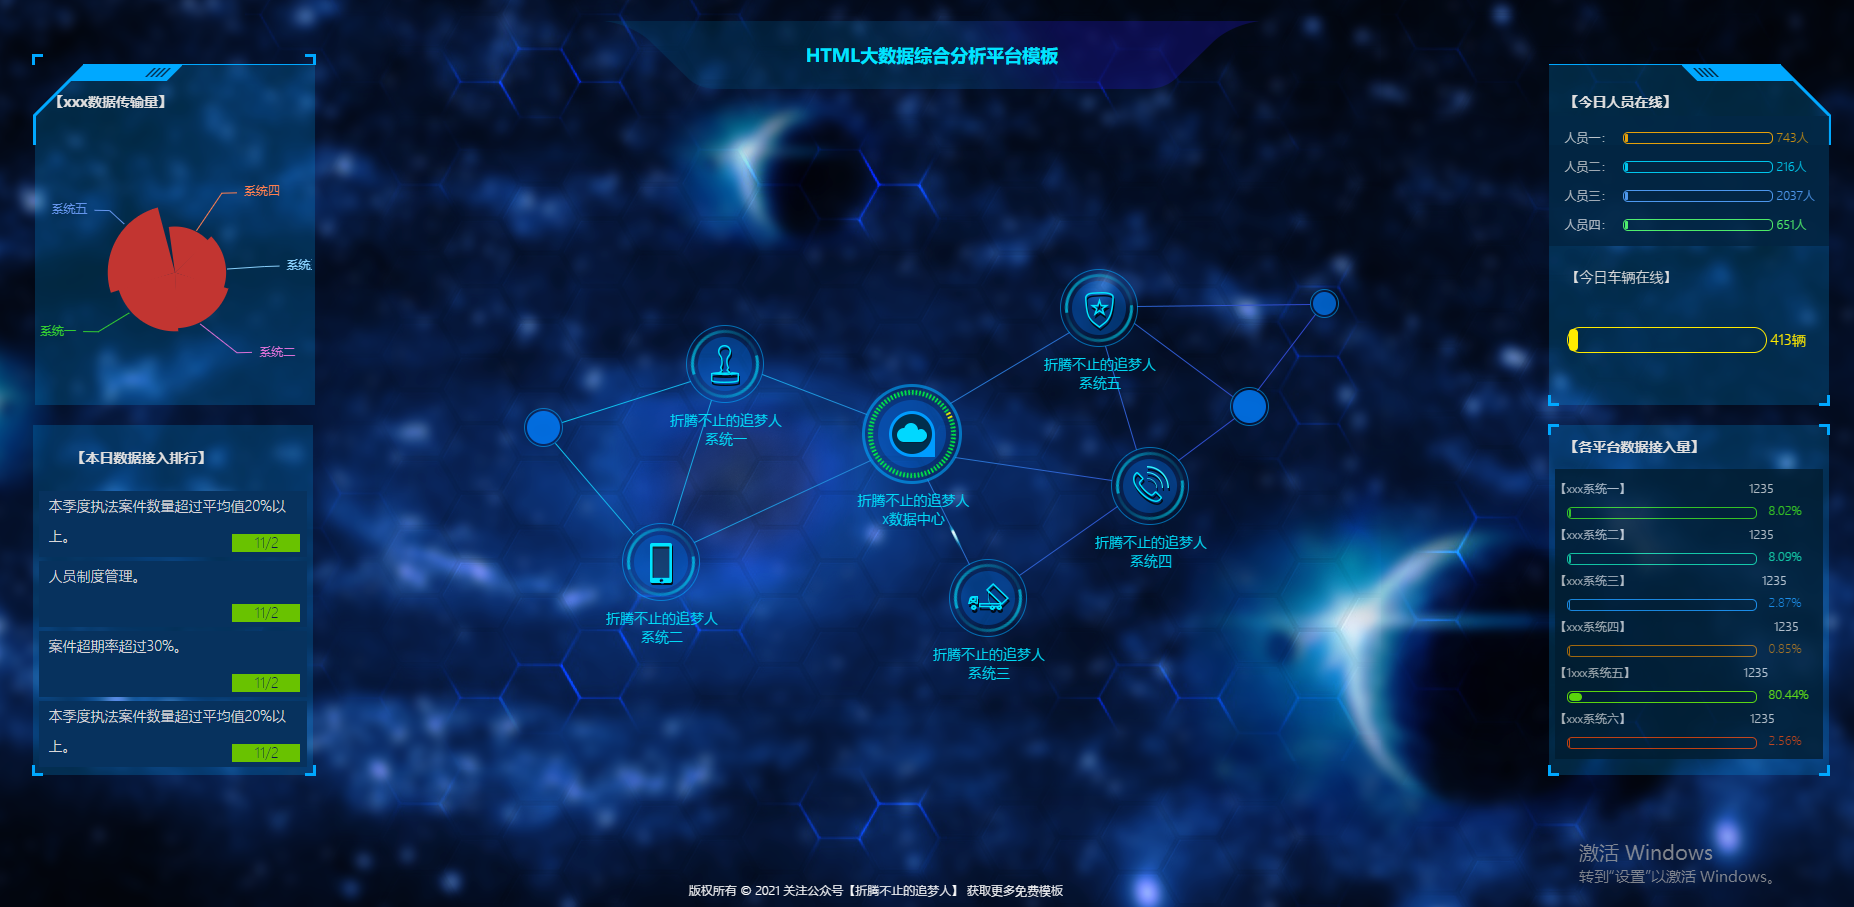 HTML大数据综合分析平台模板
【xxx数据传输量】
系统四
系统五
系统
系统一
系统二
【本日数据接入排行】
本季度执法案件数量超过平均值20%以
上。
11/2
人员制度管理。
11/2
案件超期率超过30%。
11/2
本季度执法案件数量超过平均值20%以
上。
11/2
折腾不止的追梦人
系统五
折腾不止的追梦人
系统一
折腾不止的追梦人
x数据中心
折腾不止的追梦人
系统四
折腾不止的追梦人
系统二
折腾不止的追梦人
系统三
【今日人员在线】
人员一： 743人
人员二： 216人
人员三： 2037人
人员四： 651人
【今日车辆在线】
413辆
【各平台数据接入量】
【xxx系统一】 1235
8.02%
【xxx系统二】 1235
8.09%
【xxx系统三】 1235
2.87%
【xxx系统四】 1235
0.85%
【1xxx系统五】 1235
80.44%
【xxx系统六】 1235
2.56%
激活 Windows
转到"设置"以激活 Windows。
版权所有 © 2021 关注公众号【折腾不止的追梦人】 获取更多免费模板